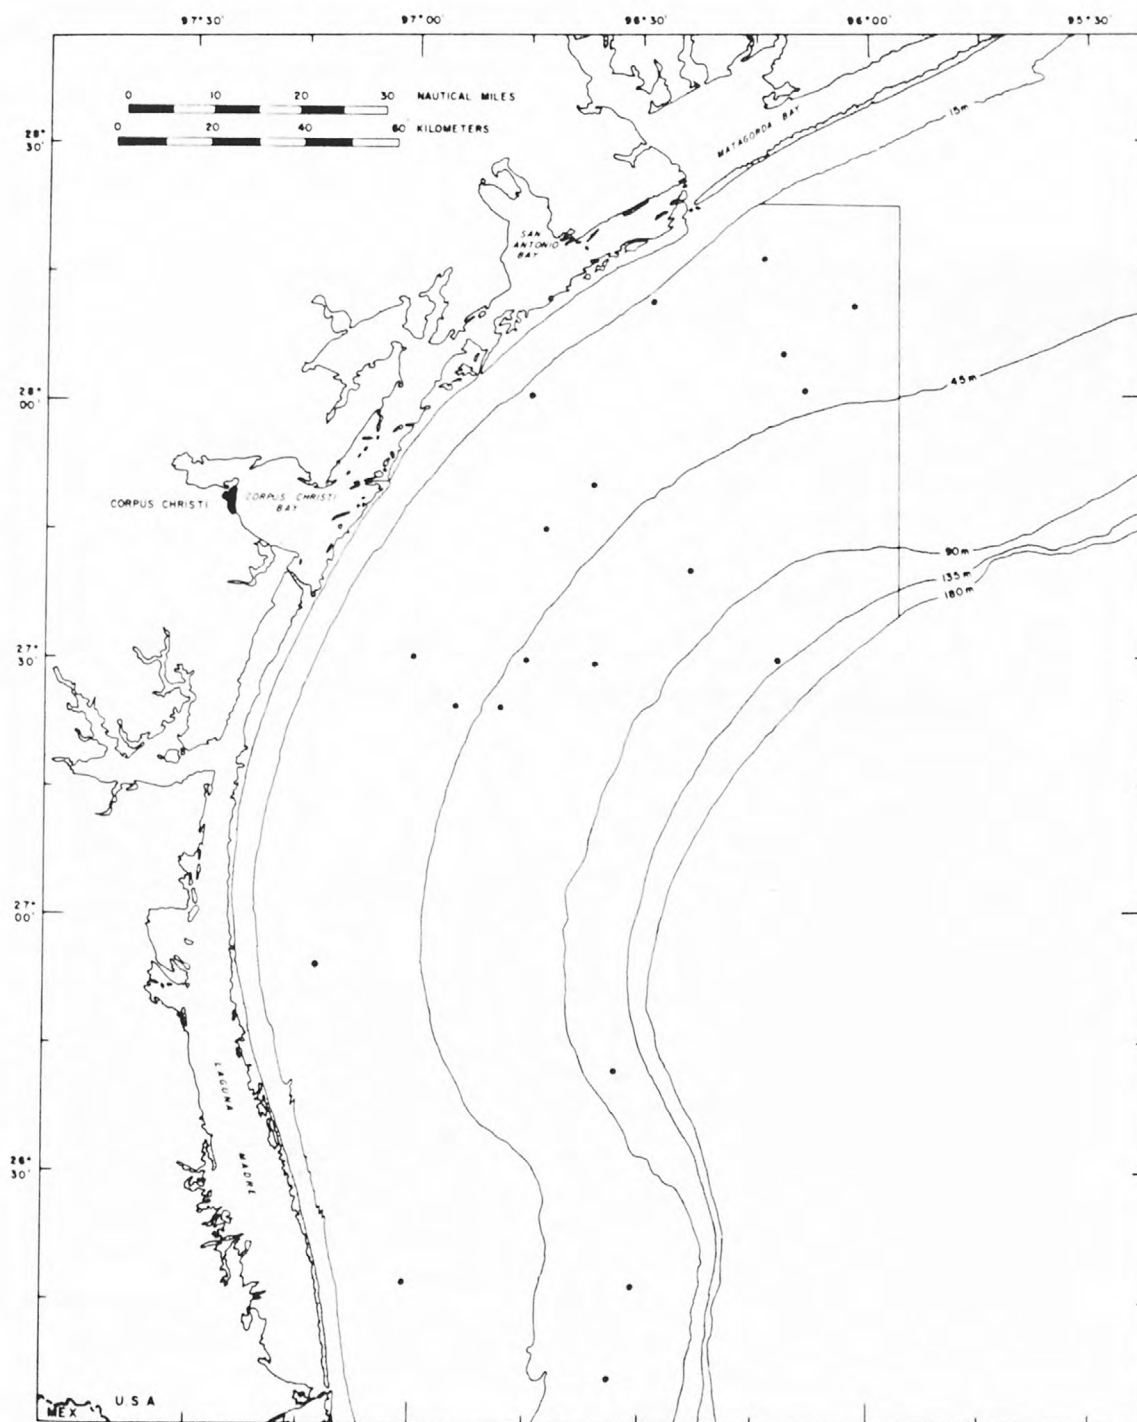 97°30'
97°00'
96°30'
96°00'
95°30'
0 10 20 30 NAUTICAL MILES
0 20 40 60 KILOMETERS
28°
30'
MATAGORDA BAY
15m
SAN
ANTONIO
BAY
45m
28°
00'
CORPUS CHRISTI
CORPUS CHRISTI
BAY
90m
135m
180m
27°
30'
27°
00'
LAGUNA
MADRE
26°
30'
USA
MEX